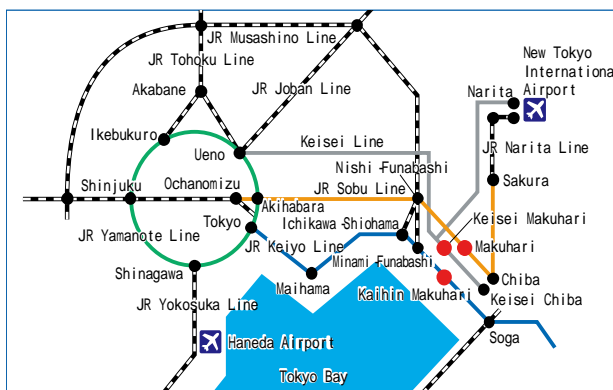 JR Musashino Line
JR Tohoku Line
JR Joban Line
New Tokyo
International
Airport
Narita
Akabane
Ikebukuro
Ueno
Keisei Line
JR Narita Line
Nishi-Funabashi
Sakura
Shinjuku
Ochanomizu
JR Sobu Line
Akihabara
Tokyo
Ichikawa-Shiohama
Keisei Makuhari
Makuhari
JR Yamanote Line
JR Keiyo Line
Minami-Funabashi
Shinagawa
Maihama
Kaihin Makuhari
Chiba
Keisei Chiba
JR Yokosuka Line
Haneda Airport
Soga
Tokyo Bay